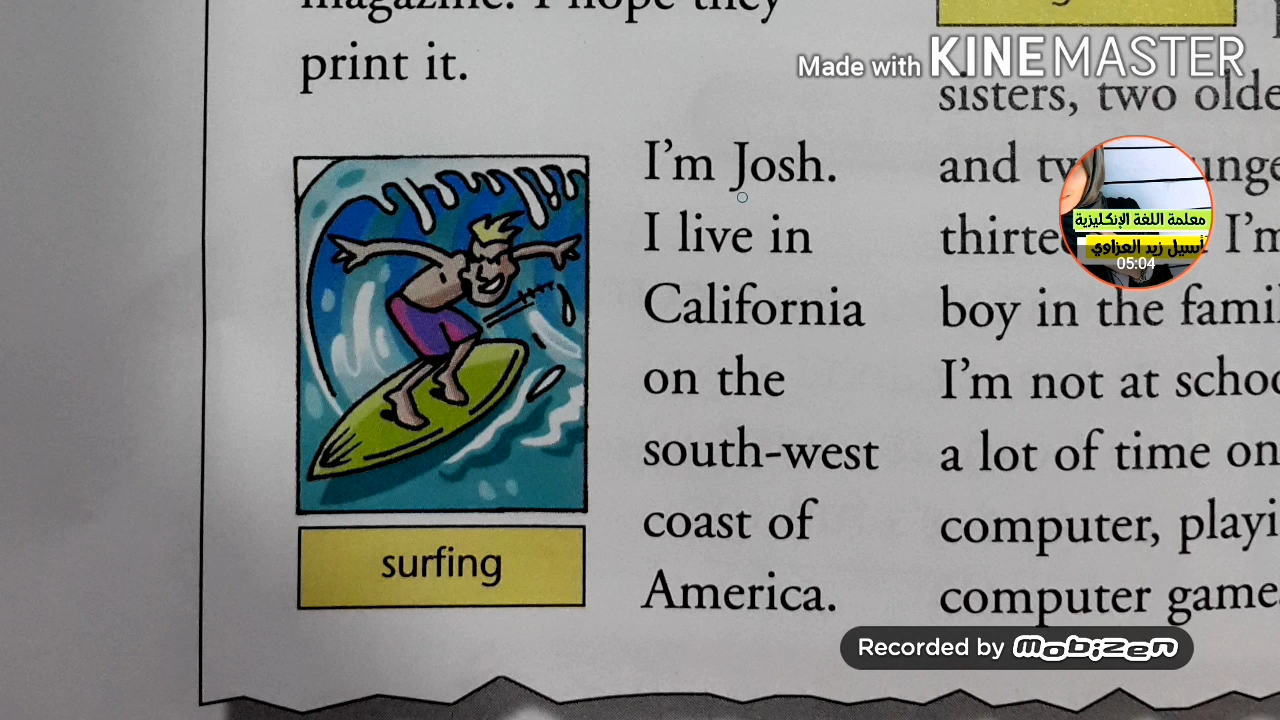 print it.
surfing
I'm Josh.
I live in
California
on the
south-west
coast of
America.
sisters, two
and
I'm
boy in the
I'm not at
a lot of time on
computer,
computer
Made with KINEMASTER
معلمة اللغة الإنكليزية
أسيل زيد العزاوي
05:04
Recorded by mobizen